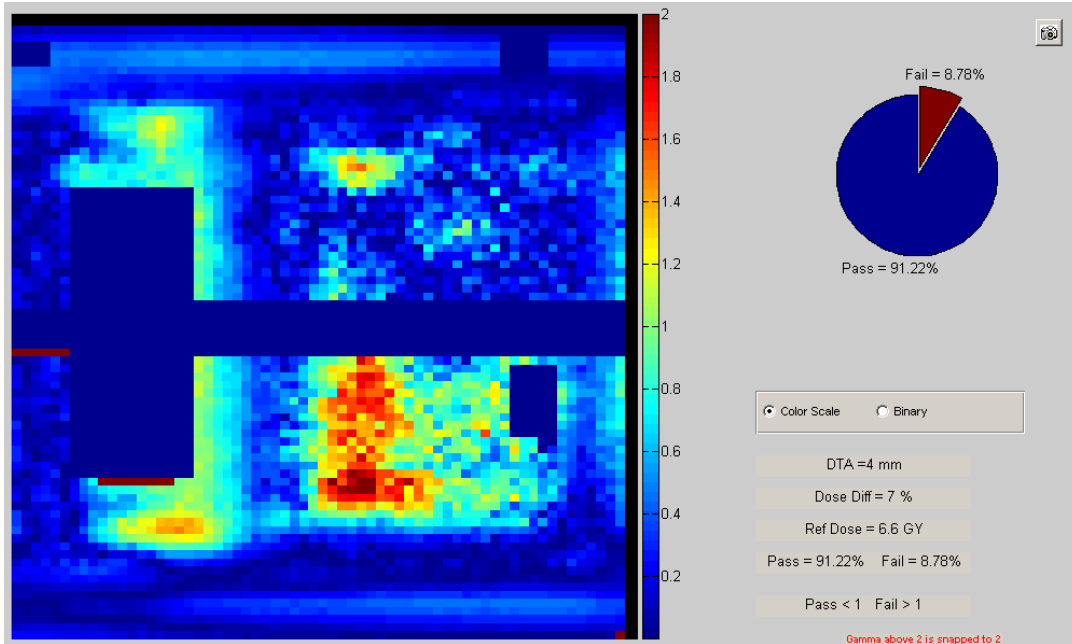 2
1.8
1.6
1.4
1.2
1
0.8
0.6
0.4
0.2
Fail = 8.78%
Pass = 91.22%
Color Scale Binary
DTA =4 mm
Dose Diff = 7 %
Ref Dose = 6.6 GY
Pass = 91.22% Fail = 8.78%
Pass < 1 Fail > 1
Gamma above 2 is snapped to 2